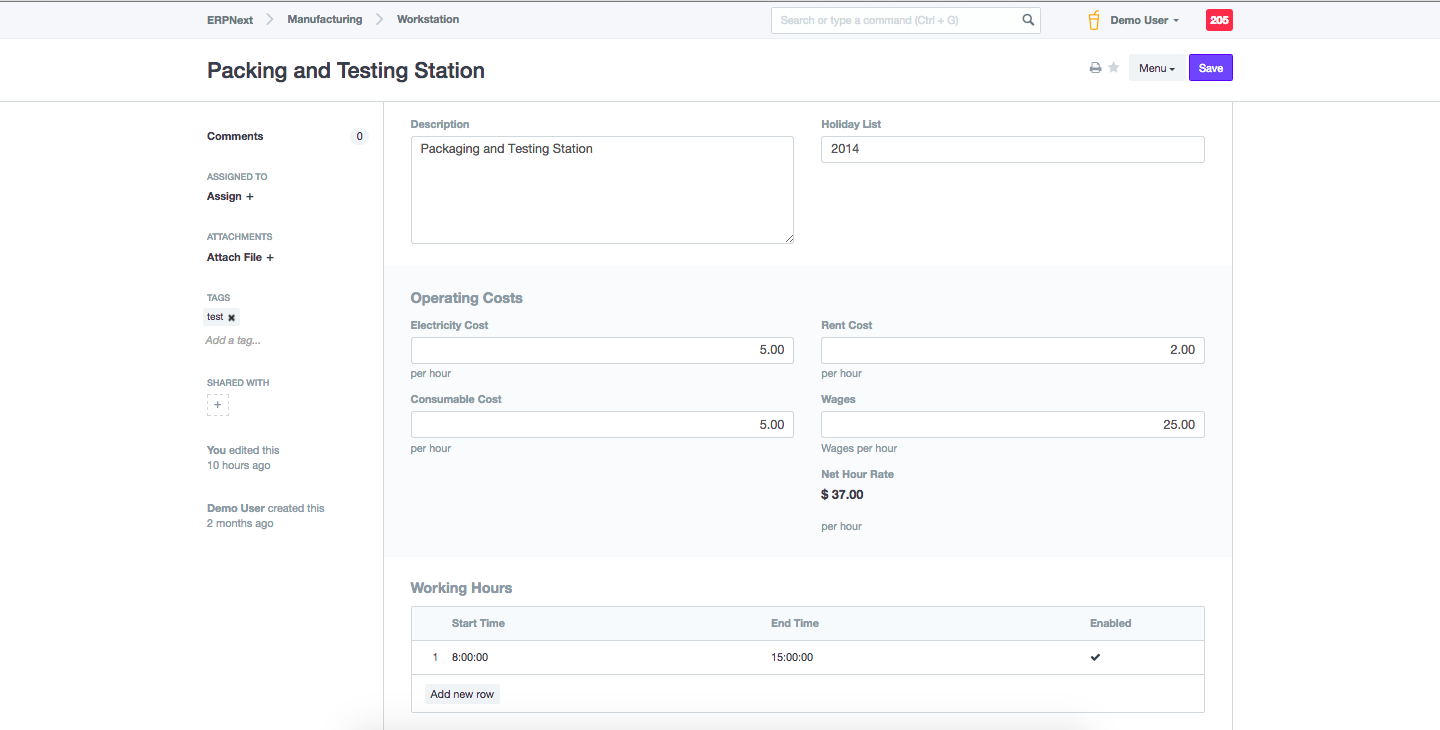 ERPNext Manufacturing Workstation Search or type a command (Ctrl + G) Demo User 205
Packing and Testing Station Menu Save
Comments 0
ASSIGNED TO
Assign +
ATTACHMENTS
Attach File +
TAGS
test ✖
Add a tag...
SHARED WITH
+
You edited this
10 hours ago
Demo User created this
2 months ago
Description
Packaging and Testing Station
Holiday List
2014
Operating Costs
Electricity Cost
5.00
per hour
Rent Cost
2.00
per hour
Consumable Cost
5.00
per hour
Wages
25.00
Wages per hour
Net Hour Rate
$ 37.00
per hour
Working Hours
Start Time End Time Enabled
1 8:00:00 15:00:00 ✔
Add new row